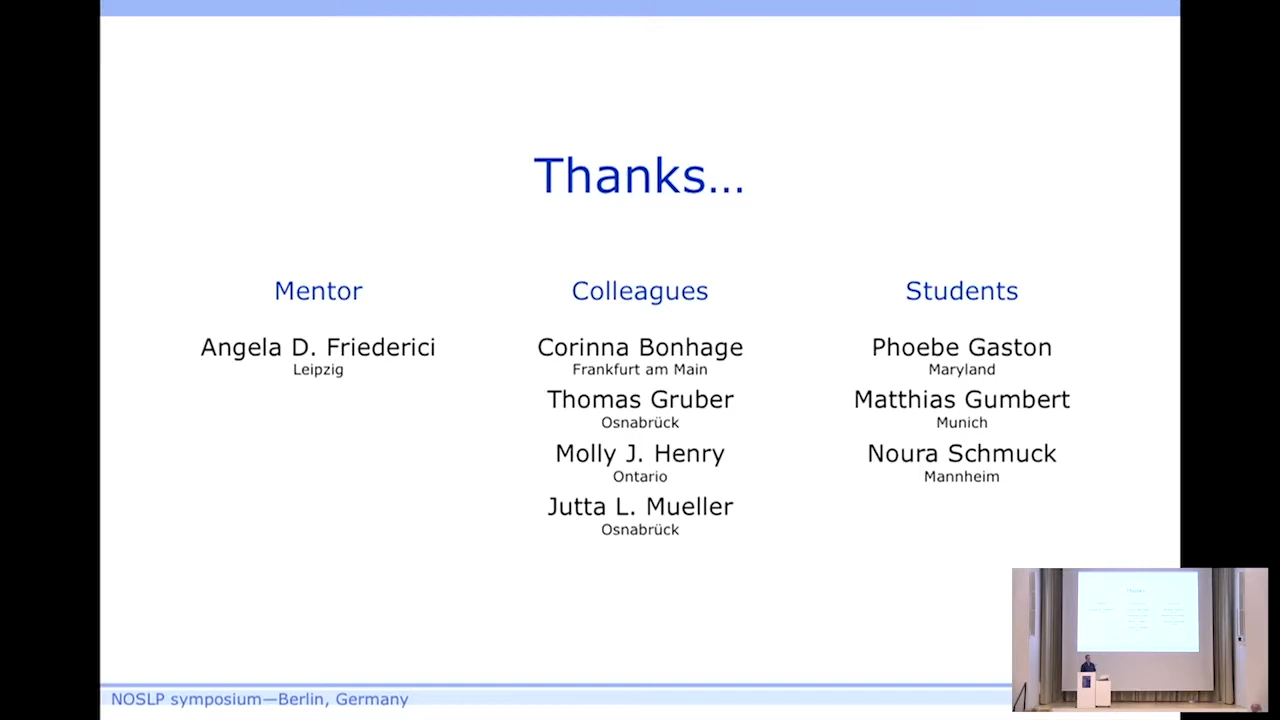 Thanks...
Mentor
Angela D. Friederici
Leipzig
Colleagues
Corinna Bonhage
Frankfurt am Main
Thomas Gruber
Osnabrück
Molly J. Henry
Ontario
Jutta L. Mueller
Osnabrück
Students
Phoebe Gaston
Maryland
Matthias Gumbert
Munich
Noura Schmuck
Mannheim
NOSLP symposium—Berlin, Germany